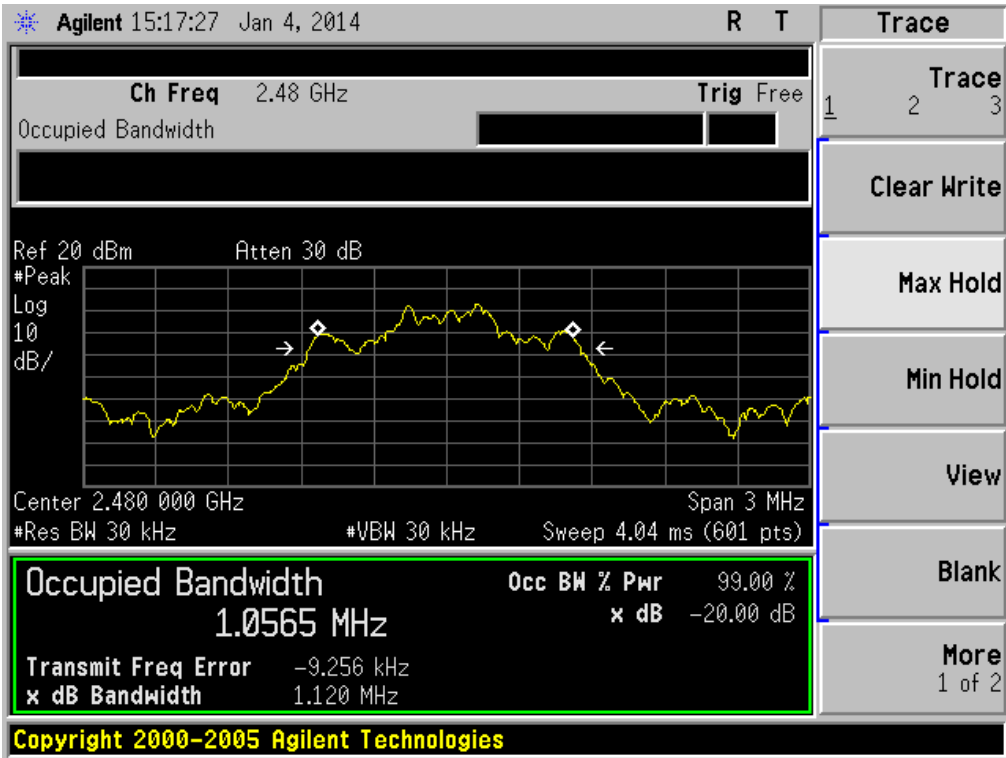 Agilent 15:17:27 Jan 4, 2014 R T Trace
Ch Freq 2.48 GHz Trig Free
Occupied Bandwidth
Trace
1 2 3
Clear Write
Max Hold
Min Hold
View
Blank
More
1 of 2
Ref 20 dBm Atten 30 dB
#Peak
Log
10
dB/
Center 2.480 000 GHz Span 3 MHz
#Res BW 30 kHz #VBW 30 kHz Sweep 4.04 ms (601 pts)
Occupied Bandwidth Occ BW % Pwr 99.00 %
1.0565 MHz x dB -20.00 dB
Transmit Freq Error -9.256 kHz
x dB Bandwidth 1.120 MHz
Copyright 2000-2005 Agilent Technologies